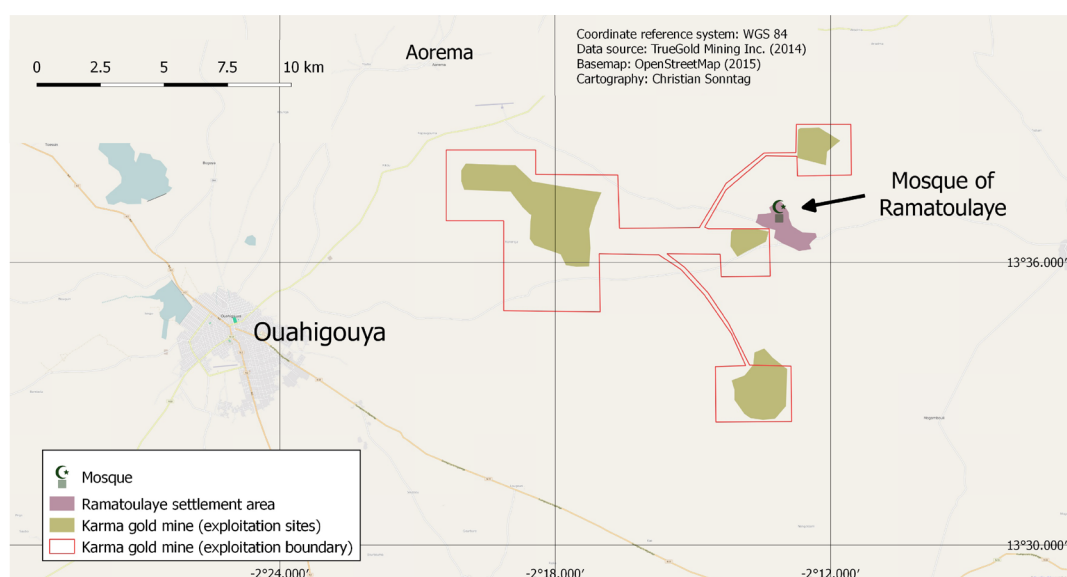 Coordinate reference system: WGS 84
Data source: TrueGold Mining Inc. (2014)
Basemap: OpenStreetMap (2015)
Cartography: Christian Sonntag
0 2.5 5 7.5 10 km
Aorema
Mosque of
Ramatoulaye
13°36.000′
Ouahigouya
Mosque
Ramatoulaye settlement area
Karma gold mine (exploitation sites)
Karma gold mine (exploitation boundary)
13°30.000′
-2°24.000′ -2°18.000′ -2°12.000′